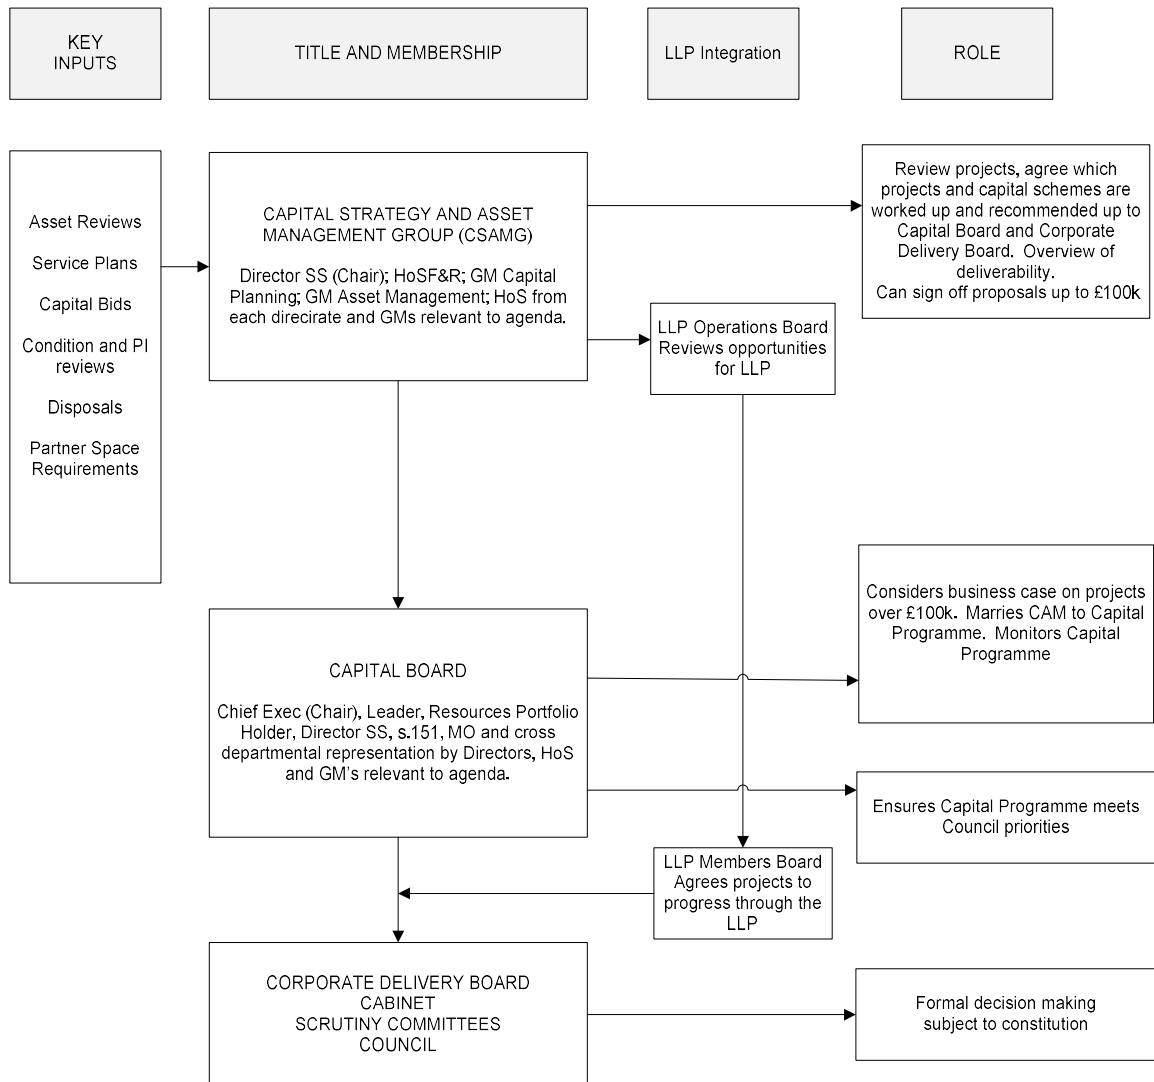 KEY
INPUTS
TITLE AND MEMBERSHIP
LLP Integration
ROLE
Asset Reviews
Service Plans
Capital Bids
Condition and PI
reviews
Disposals
Partner Space
Requirements
CAPITAL STRATEGY AND ASSET
MANAGEMENT GROUP (CSAMG)
Director SS (Chair); HoSF&R; GM Capital
Planning; GM Asset Management; HoS from
each direcirate and GMs relevant to agenda.
Review projects, agree which
projects and capital schemes are
worked up and recommended up to
Capital Board and Corporate
Delivery Board.  Overview of
deliverability.
Can sign off proposals up to £100k
LLP Operations Board
Reviews opportunities
for LLP
CAPITAL BOARD
Chief Exec (Chair), Leader, Resources Portfolio
Holder, Director SS, s.151, MO and cross
departmental representation by Directors, HoS
and GM's relevant to agenda.
Considers business case on projects
over £100k.  Marries CAM to Capital
Programme.  Monitors Capital
Programme
Ensures Capital Programme meets
Council priorities
LLP Members Board
Agrees projects to
progress through the
LLP
CORPORATE DELIVERY BOARD
CABINET
SCRUTINY COMMITTEES
COUNCIL
Formal decision making
subject to constitution